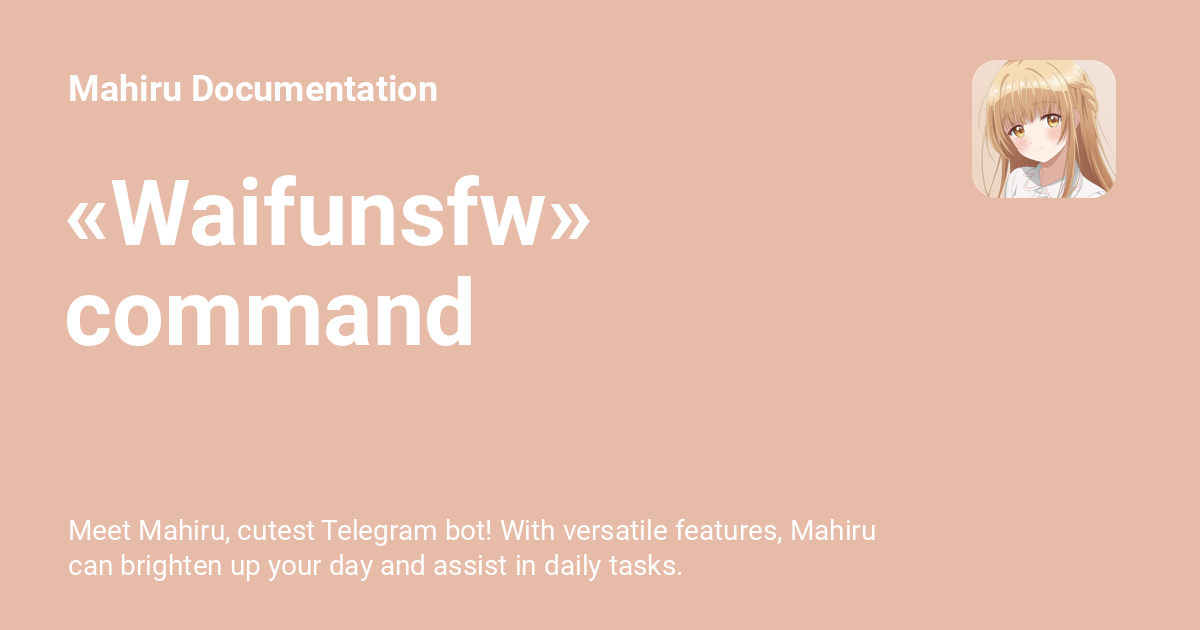 Mahiru Documentation
«Waifunsfw»
command
Meet Mahiru, cutest Telegram bot! With versatile features, Mahiru
can brighten up your day and assist in daily tasks.